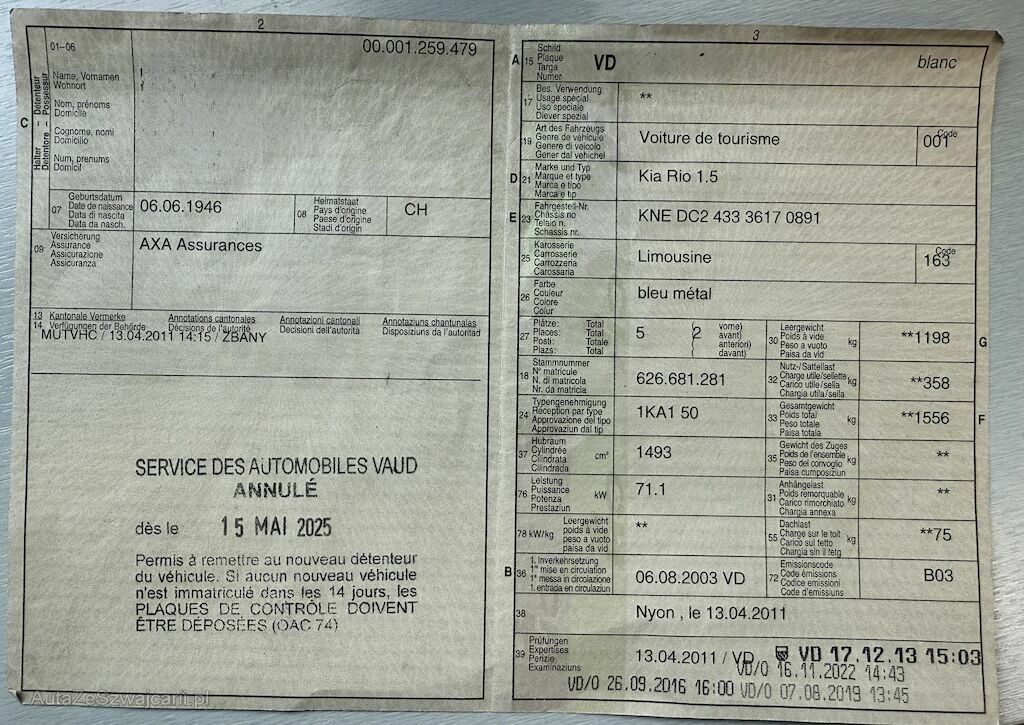 2
01–06
00.001.259.479
C
Halter – Détenteur
Detentore – Possessur
Name, Vornamen
Wohnort
Nom, prénoms
Domicile
Cognome, nomi
Domicilio
Num, prenums
Domicil
07
Geburtsdatum
Date de naissance
Data di nascita
Data da nasch.
06.06.1946
08
Heimatstaat
Pays d'origine
Paese d'origine
Stadi d'origin
CH
09
Versicherung
Assurance
Assicurazione
Assicuranza
AXA Assurances
13 Kantonale Vermerke Annotations cantonales Annotazioni cantonali Annotaziuns chantunalas
14 Verfügungen der Behörde Décisions de l'autorité Decisioni dell'autorità Disposiziuns da l'autoritad
MUTVHC / 13.04.2011 14:15 / ZBANY
SERVICE DES AUTOMOBILES VAUD
ANNULÉ
dès le 15 MAI 2025
Permis à remettre au nouveau détenteur
du véhicule. Si aucun nouveau véhicule
n'est immatriculé dans les 14 jours, les
PLAQUES DE CONTRÔLE DOIVENT
ÊTRE DÉPOSÉES (OAC 74)
AutaZeSzwajcarii.pl
3
A 15
Schild
Plaque
Targa
Numer
VD
blanc
17
Bes. Verwendung
Usage spécial
Uso speciale
Diever spezial
**
19
Art des Fahrzeugs
Genre de véhicule
Genere di veicolo
Gener dal vehichel
Voiture de tourisme
Code
001
D 21
Marke und Typ
Marque et type
Marca e tipo
Marca e tip
Kia Rio 1.5
E 23
Fahrgestell-Nr.
Châssis no
Telaio n.
Schassis nr.
KNE DC2 433 3617 0891
25
Karosserie
Carrosserie
Carrozzeria
Carossaria
Limousine
Code
163
26
Farbe
Couleur
Colore
Colur
bleu métal
27
Plätze: Total
Places: Total
Posti: Totale
Plazs: Total
5
(2
vorne)
avant)
anteriori)
davant)
30
Leergewicht
Poids à vide
Peso a vuoto
Paisa da vid
kg
**1198
G
18
Stammnummer
N° matricule
N. di matricola
Nr. da matricla
626.681.281
32
Nutz-/Sattellast
Charge utile/sellette
Carico utile/sella
Chargia utila/sella
kg
**358
24
Typengenehmigung
Réception par type
Approvazione del tipo
Approvaziun dal tip
1KA1 50
33
Gesamtgewicht
Poids total
Peso totale
Paisa totala
kg
**1556
F
37
Hubraum
Cylindrée
Cilindrata
Cilindrada
cm³
1493
35
Gewicht des Zuges
Poids de l'ensemble
Peso del convoglio
Paisa cumposiziun
kg
**
76
Leistung
Puissance
Potenza
Prestaziun
kW
71.1
31
Anhängelast
Poids remorquable
Carico rimorchiato
Chargia annexa
kg
**
78 kW/kg
Leergewicht
poids à vide
peso a vuoto
paisa da vid
**
55
Dachlast
Charge sur le toit
Carico sul tetto
Chargia sin il tetg
kg
**75
B 36
1. Inverkehrsetzung
1re mise en circulation
1a messa in circolazione
1. entrada en circulaziun
06.08.2003 VD
72
Emissionscode
Code émissions
Codice emissioni
Code d'emissiuns
B03
38
Nyon , le 13.04.2011
39
Prüfungen
Expertises
Perizie
Examinaziuns
13.04.2011 / VD
VD 17.12.13 15:03
VD/O 16.11.2022 14:43
VD/O 26.09.2016 16:00 VD/O 07.08.2019 13:45